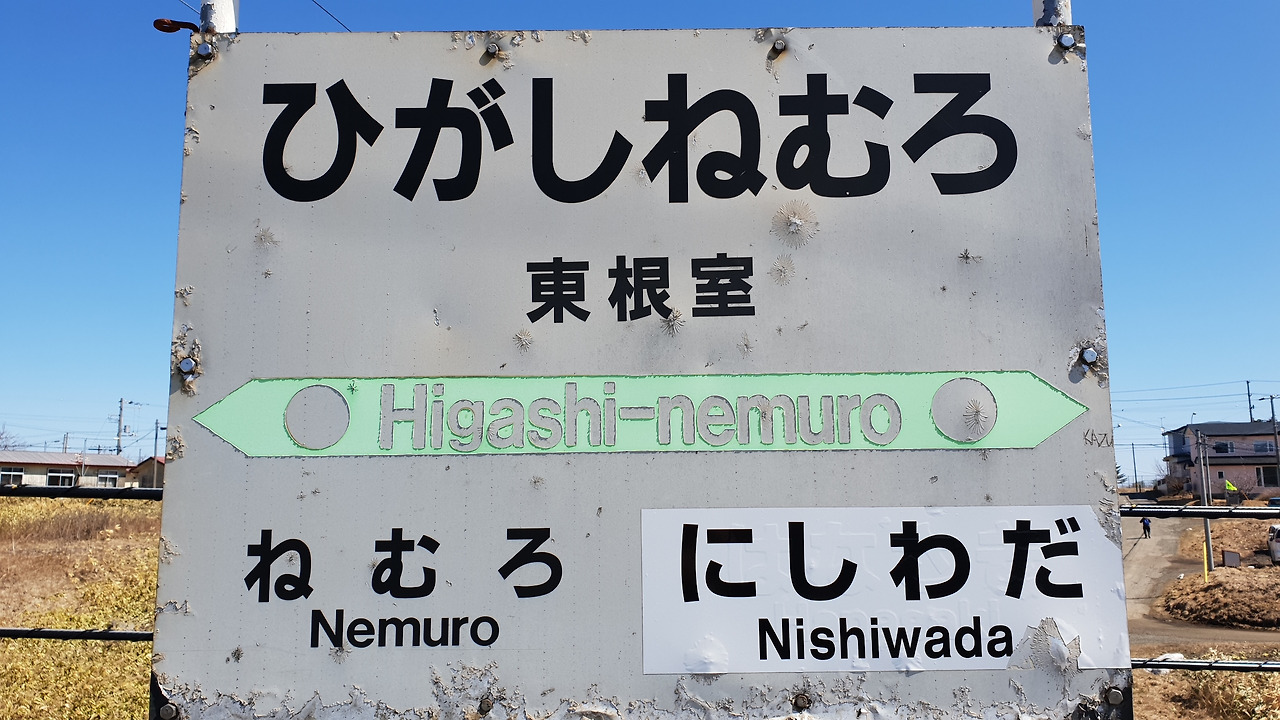 ひがしねむろ
東根室
Higashi-nemuro
KAZU
ねむろ
にしわだ
Nemuro
Nishiwada